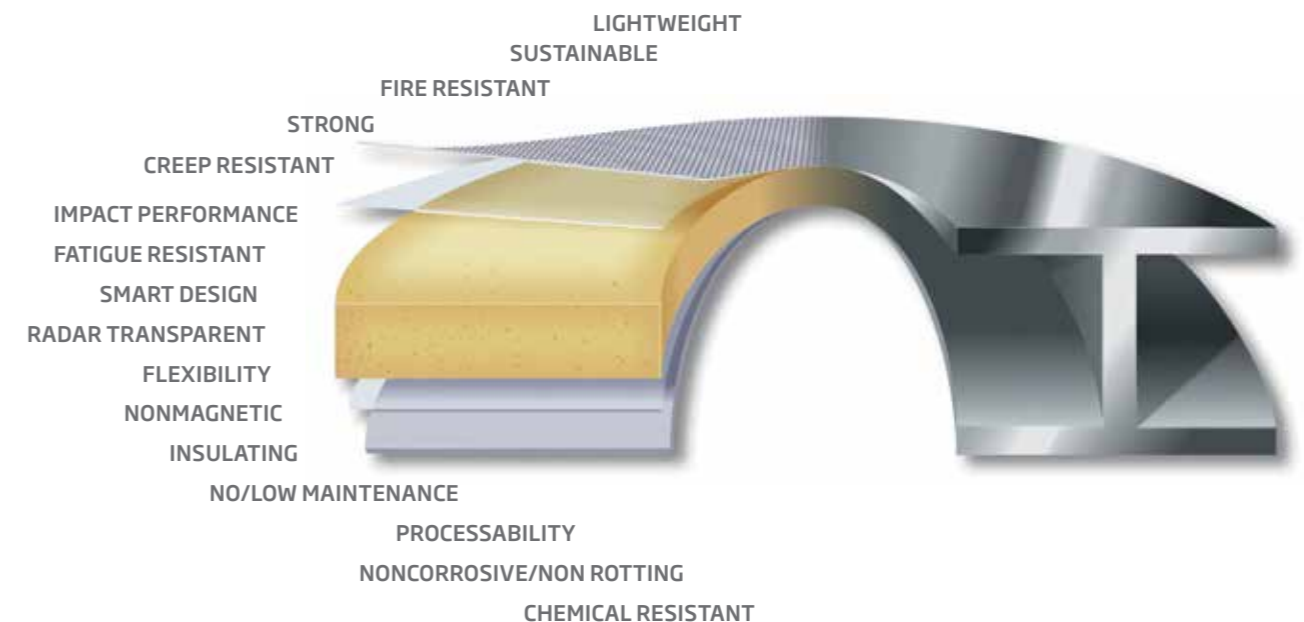 LIGHTWEIGHT
SUSTAINABLE
FIRE RESISTANT
STRONG
CREEP RESISTANT
IMPACT PERFORMANCE
FATIGUE RESISTANT
SMART DESIGN
RADAR TRANSPARENT
FLEXIBILITY
NONMAGNETIC
INSULATING
NO/LOW MAINTENANCE
PROCESSABILITY
NONCORROSIVE/NON ROTTING
CHEMICAL RESISTANT